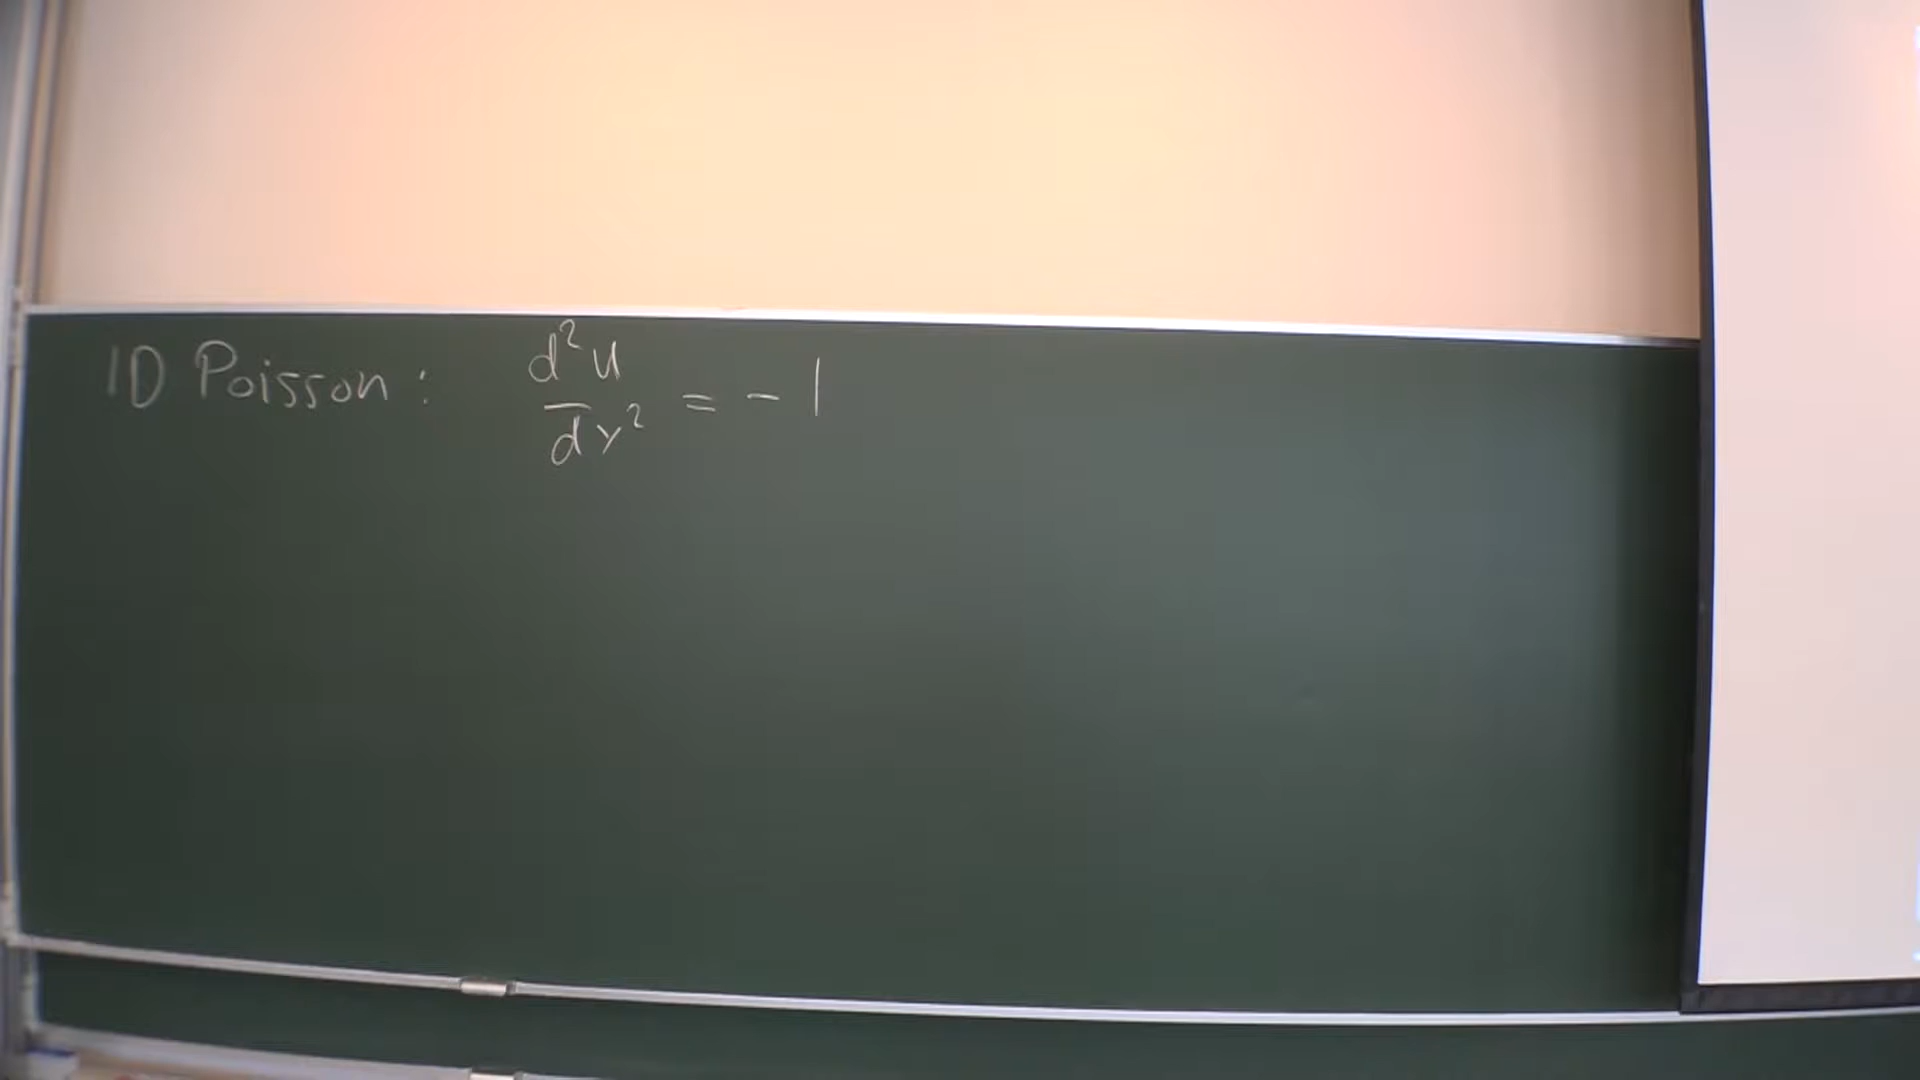 1D Poisson: d²u/dy² = -1